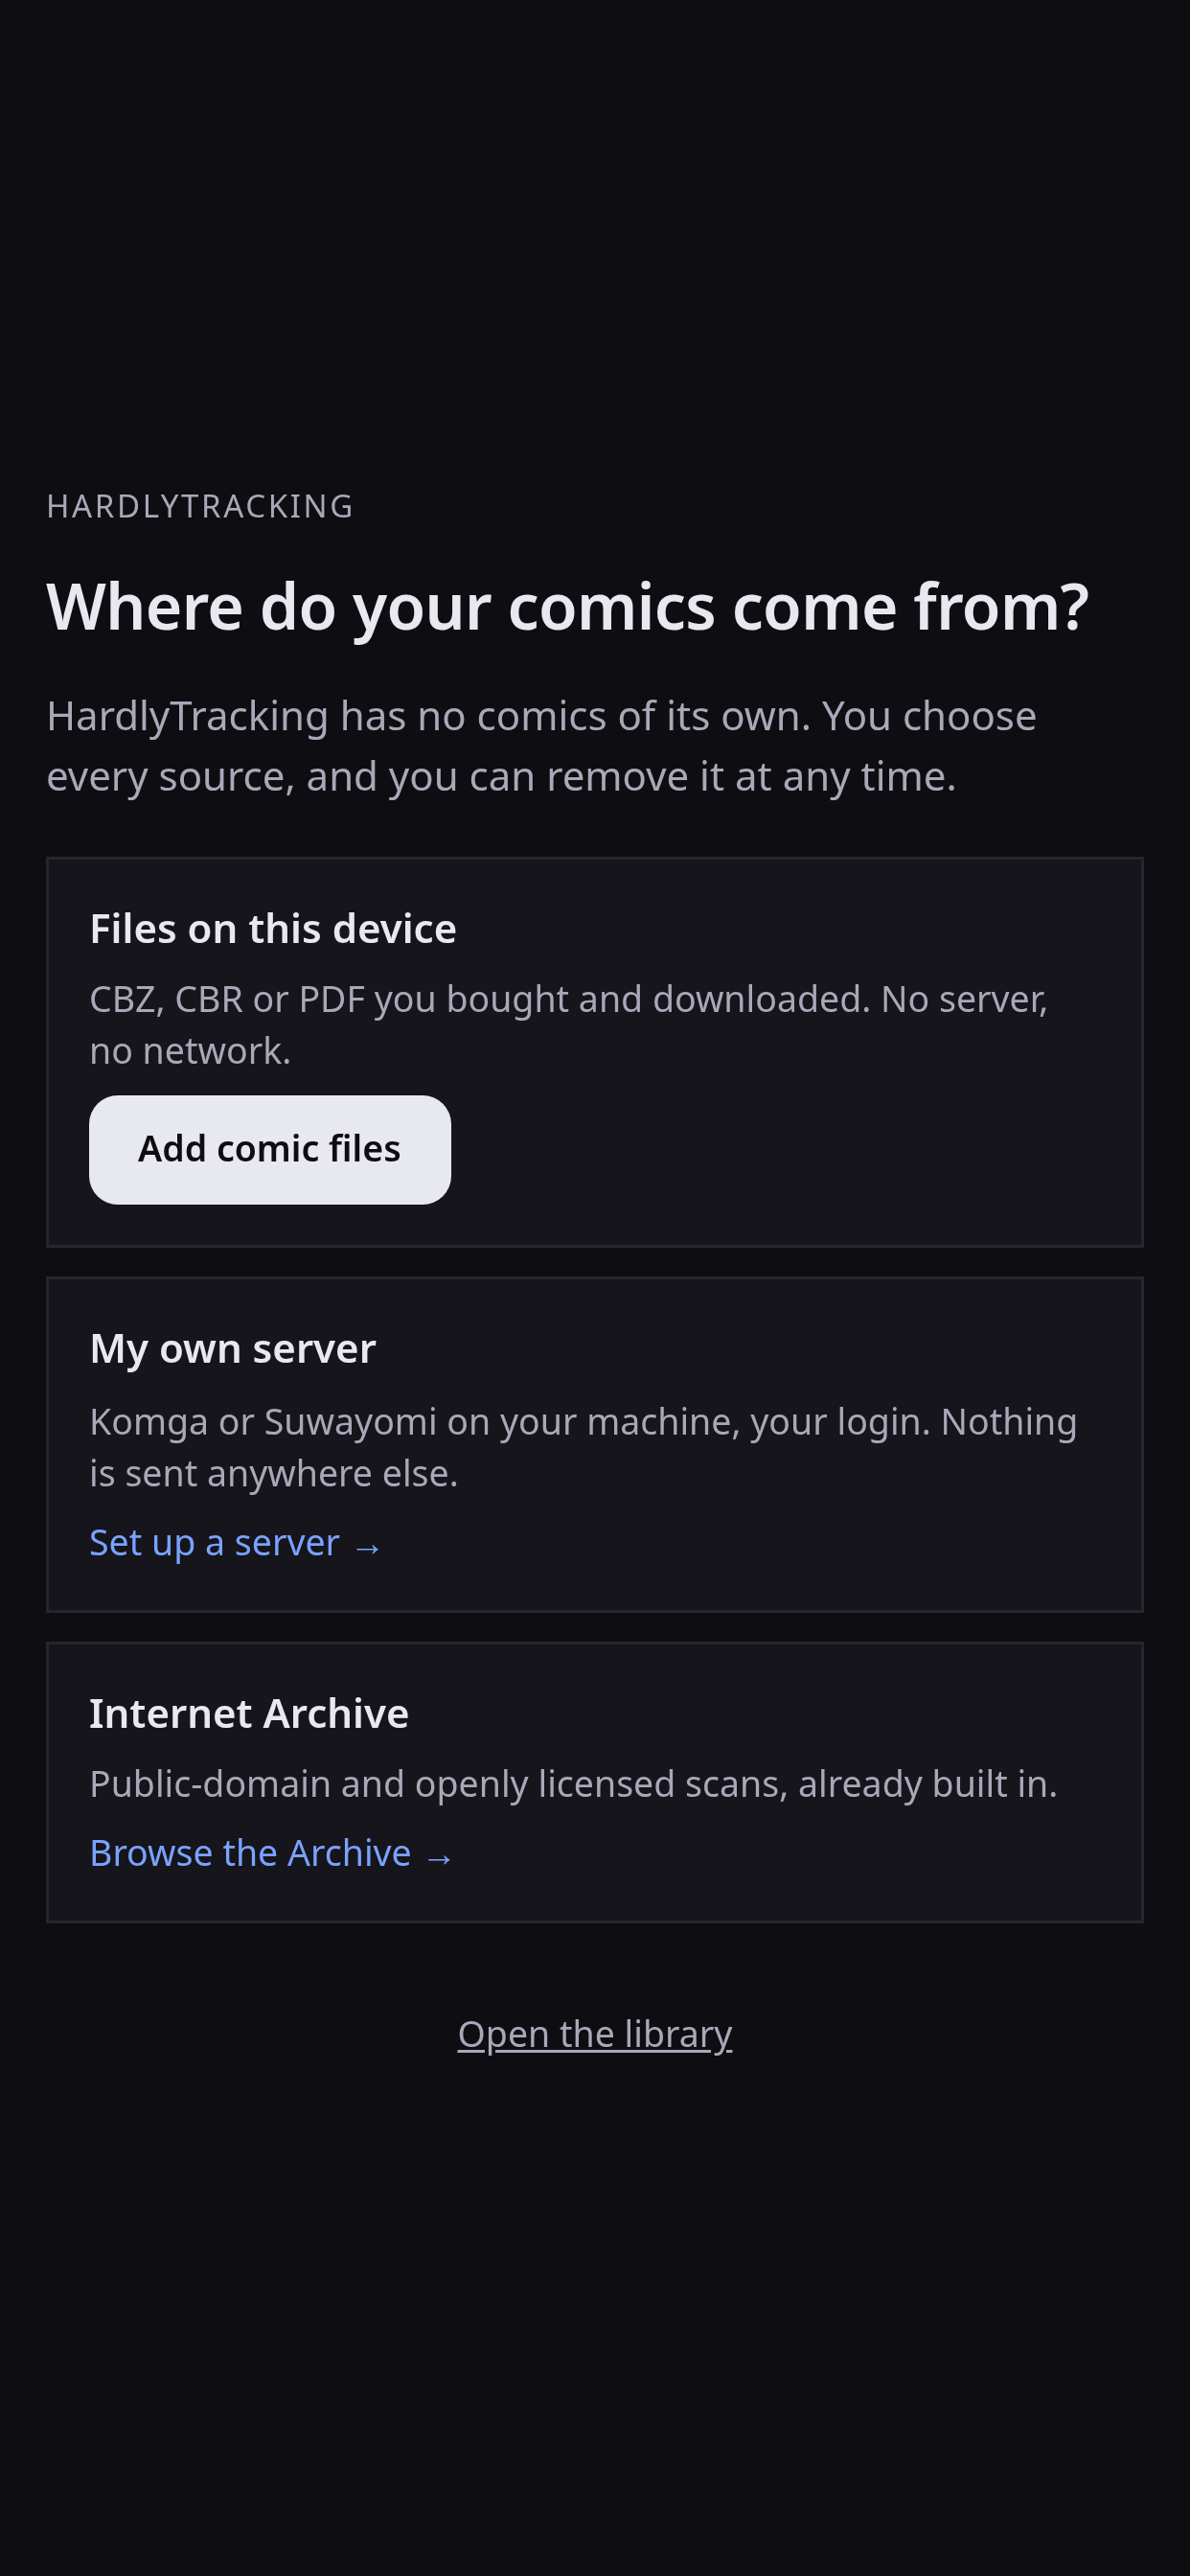 HARDLYTRACKING
Where do your comics come from?
HardlyTracking has no comics of its own. You choose
every source, and you can remove it at any time.
Files on this device
CBZ, CBR or PDF you bought and downloaded. No server,
no network.
Add comic files
My own server
Komga or Suwayomi on your machine, your login. Nothing
is sent anywhere else.
Set up a server →
Internet Archive
Public-domain and openly licensed scans, already built in.
Browse the Archive →
Open the library